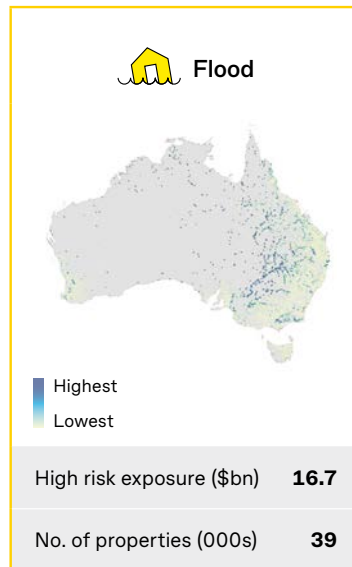 Flood
Highest
Lowest
High risk exposure ($bn) 16.7
No. of properties (000s) 39